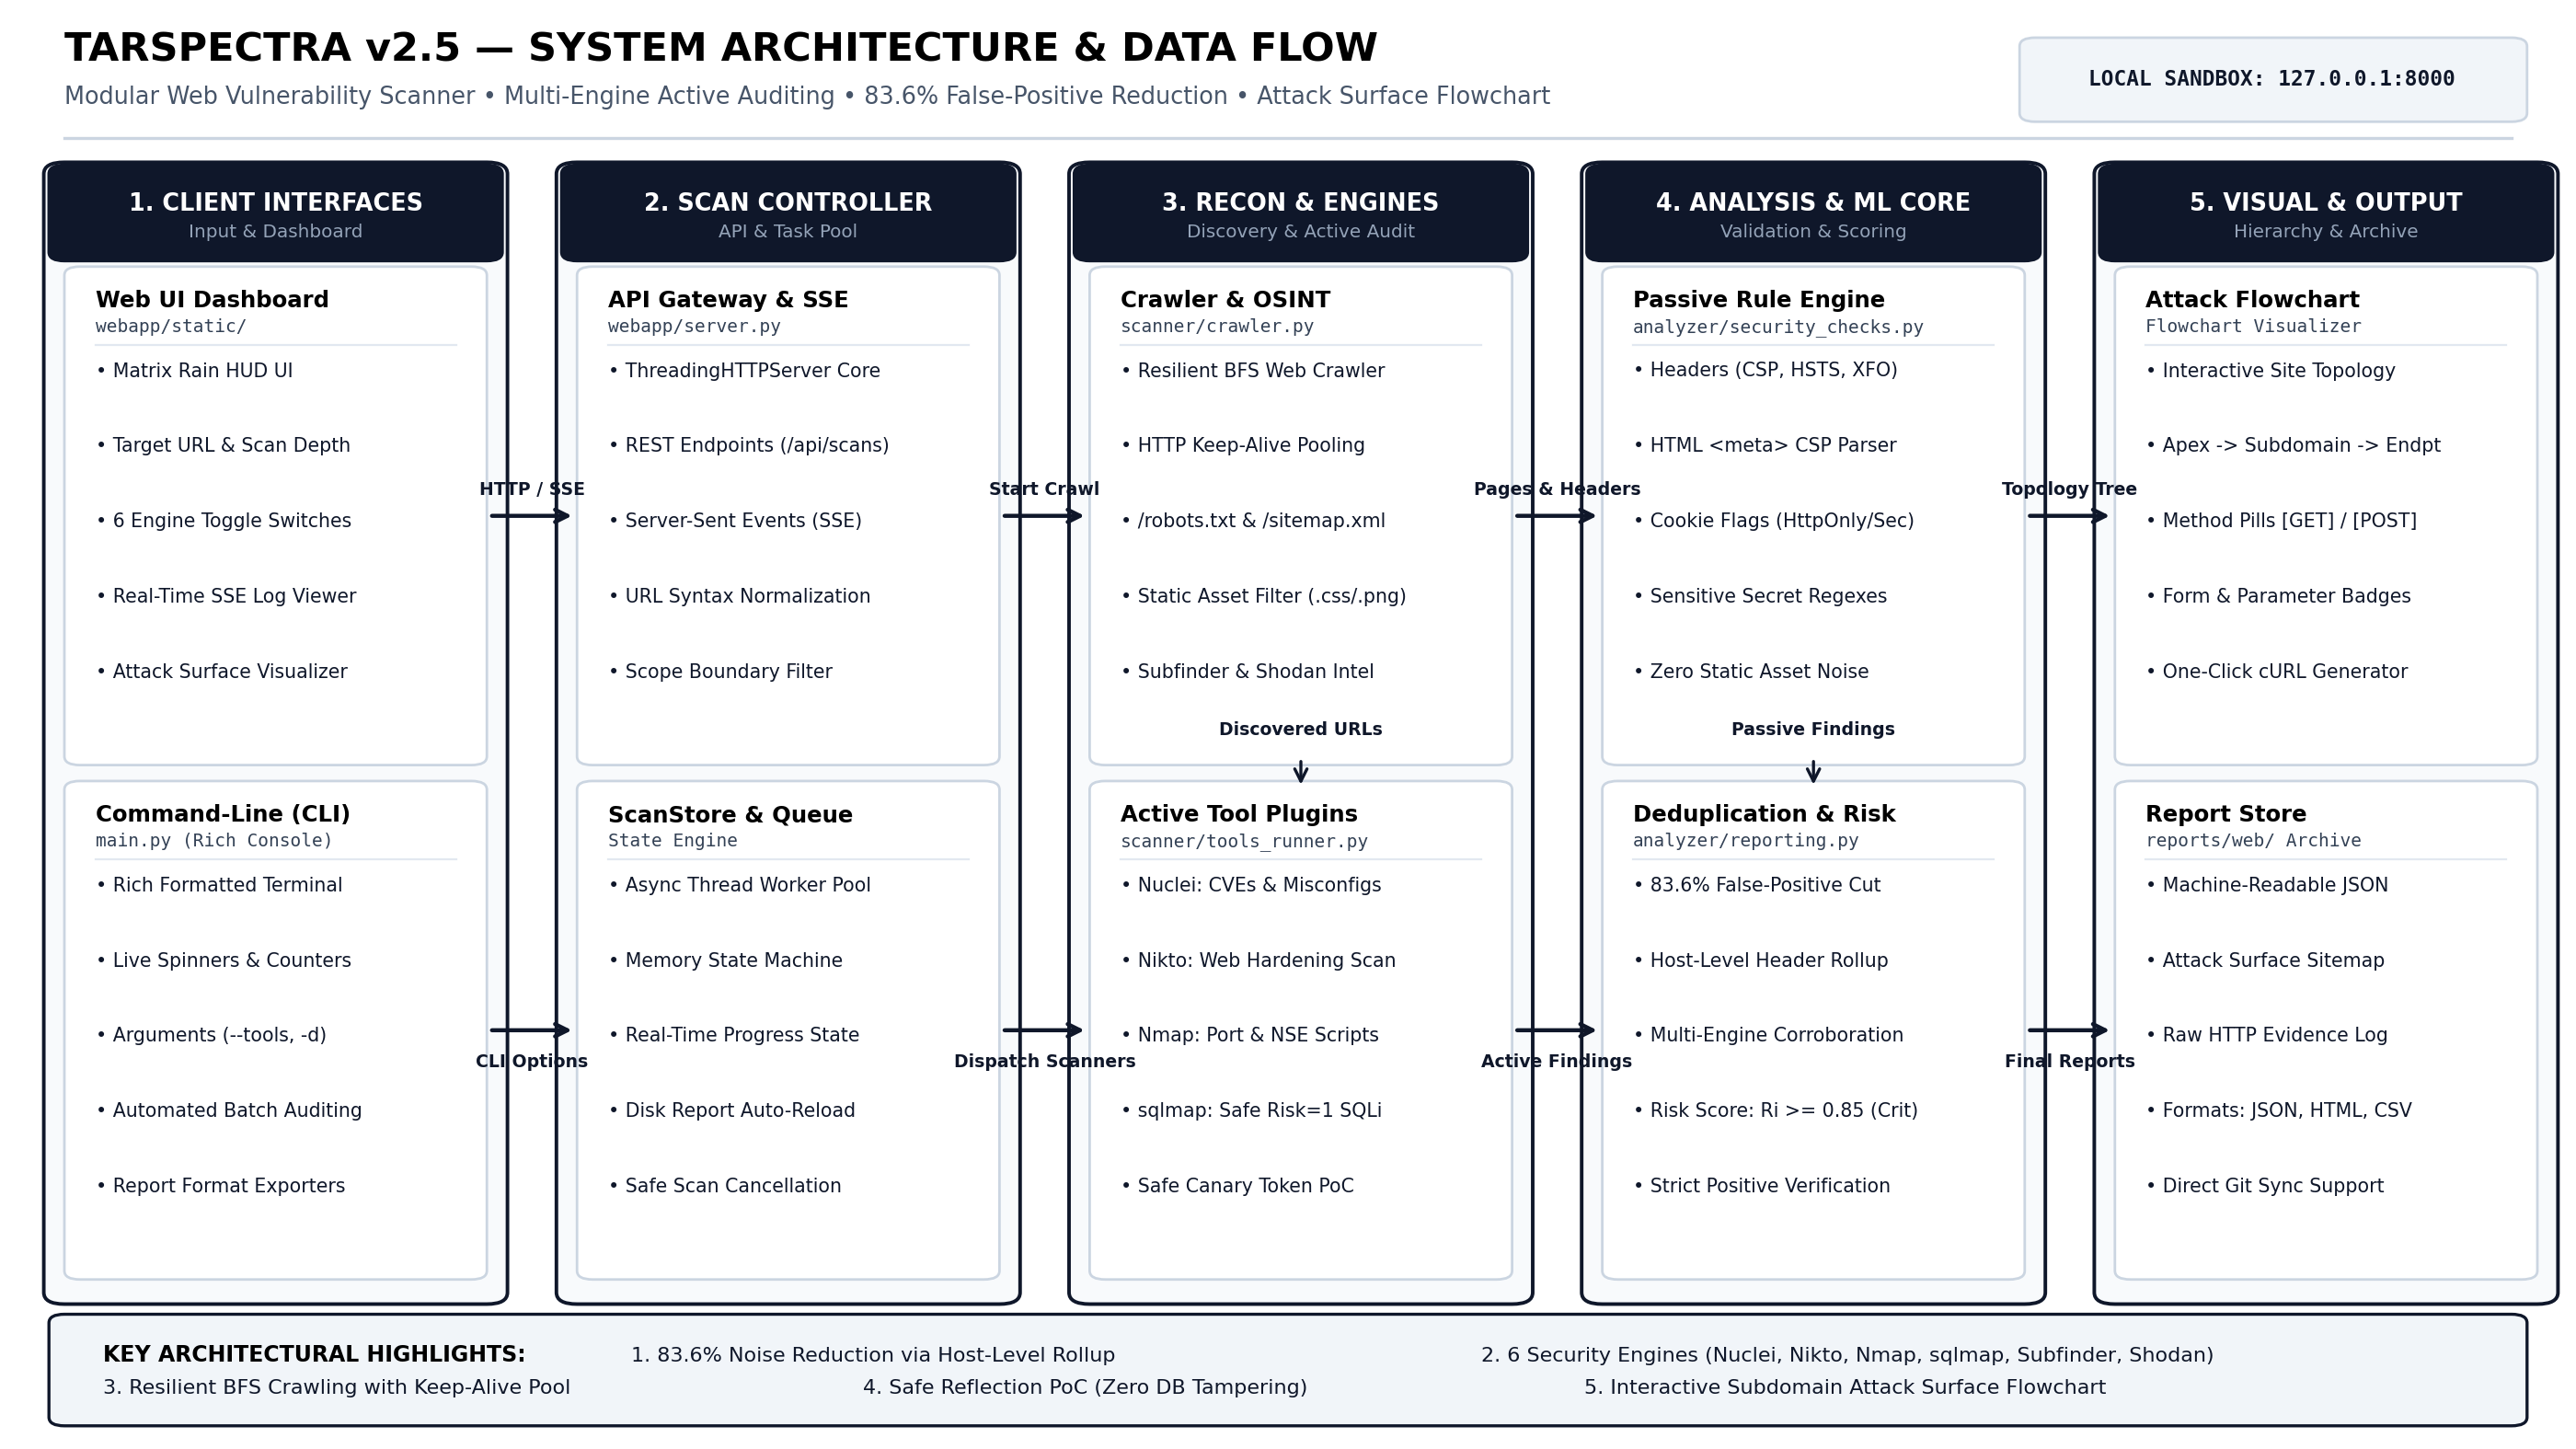 TARSPECTRA v2.5 — SYSTEM ARCHITECTURE & DATA FLOW
Modular Web Vulnerability Scanner • Multi-Engine Active Auditing • 83.6% False-Positive Reduction • Attack Surface Flowchart
LOCAL SANDBOX: 127.0.0.1:8000
1. CLIENT INTERFACES
Input & Dashboard
Web UI Dashboard
webapp/static/
• Matrix Rain HUD UI
• Target URL & Scan Depth
• 6 Engine Toggle Switches
• Real-Time SSE Log Viewer
• Attack Surface Visualizer
Command-Line (CLI)
main.py (Rich Console)
• Rich Formatted Terminal
• Live Spinners & Counters
• Arguments (--tools, -d)
• Automated Batch Auditing
• Report Format Exporters
HTTP / SSE
CLI Options
2. SCAN CONTROLLER
API & Task Pool
API Gateway & SSE
webapp/server.py
• ThreadingHTTPServer Core
• REST Endpoints (/api/scans)
• Server-Sent Events (SSE)
• URL Syntax Normalization
• Scope Boundary Filter
ScanStore & Queue
State Engine
• Async Thread Worker Pool
• Memory State Machine
• Real-Time Progress State
• Disk Report Auto-Reload
• Safe Scan Cancellation
Start Crawl
Dispatch Scanners
3. RECON & ENGINES
Discovery & Active Audit
Crawler & OSINT
scanner/crawler.py
• Resilient BFS Web Crawler
• HTTP Keep-Alive Pooling
• /robots.txt & /sitemap.xml
• Static Asset Filter (.css/.png)
• Subfinder & Shodan Intel
Discovered URLs
Active Tool Plugins
scanner/tools_runner.py
• Nuclei: CVEs & Misconfigs
• Nikto: Web Hardening Scan
• Nmap: Port & NSE Scripts
• sqlmap: Safe Risk=1 SQLi
• Safe Canary Token PoC
Pages & Headers
Active Findings
4. ANALYSIS & ML CORE
Validation & Scoring
Passive Rule Engine
analyzer/security_checks.py
• Headers (CSP, HSTS, XFO)
• HTML <meta> CSP Parser
• Cookie Flags (HttpOnly/Sec)
• Sensitive Secret Regexes
• Zero Static Asset Noise
Passive Findings
Deduplication & Risk
analyzer/reporting.py
• 83.6% False-Positive Cut
• Host-Level Header Rollup
• Multi-Engine Corroboration
• Risk Score: Ri >= 0.85 (Crit)
• Strict Positive Verification
Topology Tree
Final Reports
5. VISUAL & OUTPUT
Hierarchy & Archive
Attack Flowchart
Flowchart Visualizer
• Interactive Site Topology
• Apex -> Subdomain -> Endpt
• Method Pills [GET] / [POST]
• Form & Parameter Badges
• One-Click cURL Generator
Report Store
reports/web/ Archive
• Machine-Readable JSON
• Attack Surface Sitemap
• Raw HTTP Evidence Log
• Formats: JSON, HTML, CSV
• Direct Git Sync Support
KEY ARCHITECTURAL HIGHLIGHTS: 1. 83.6% Noise Reduction via Host-Level Rollup 2. 6 Security Engines (Nuclei, Nikto, Nmap, sqlmap, Subfinder, Shodan)
3. Resilient BFS Crawling with Keep-Alive Pool 4. Safe Reflection PoC (Zero DB Tampering) 5. Interactive Subdomain Attack Surface Flowchart